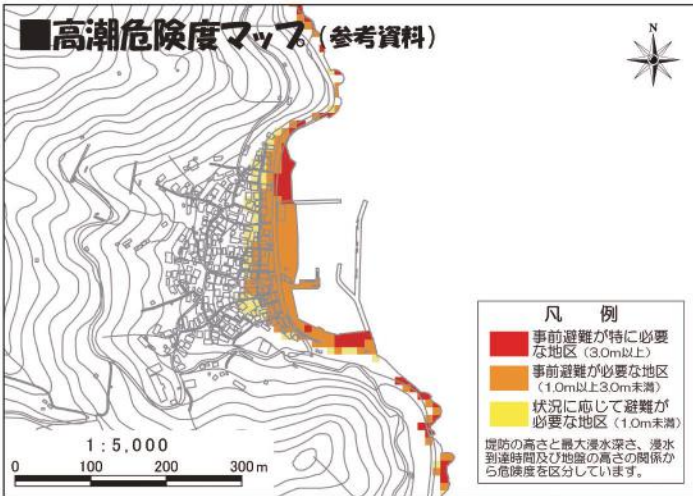 ■高潮危険度マップ（参考資料）
N
凡　例
事前避難が特に必要
な地区（3.0m以上）
事前避難が必要な地区
（1.0m以上3.0m未満）
状況に応じて避難が
必要な地区（1.0m未満）
堤防の高さと最大浸水深さ、浸水
到達時間及び地盤の高さの関係か
ら危険度を区分しています。
1:5,000
0 100 200 300 m